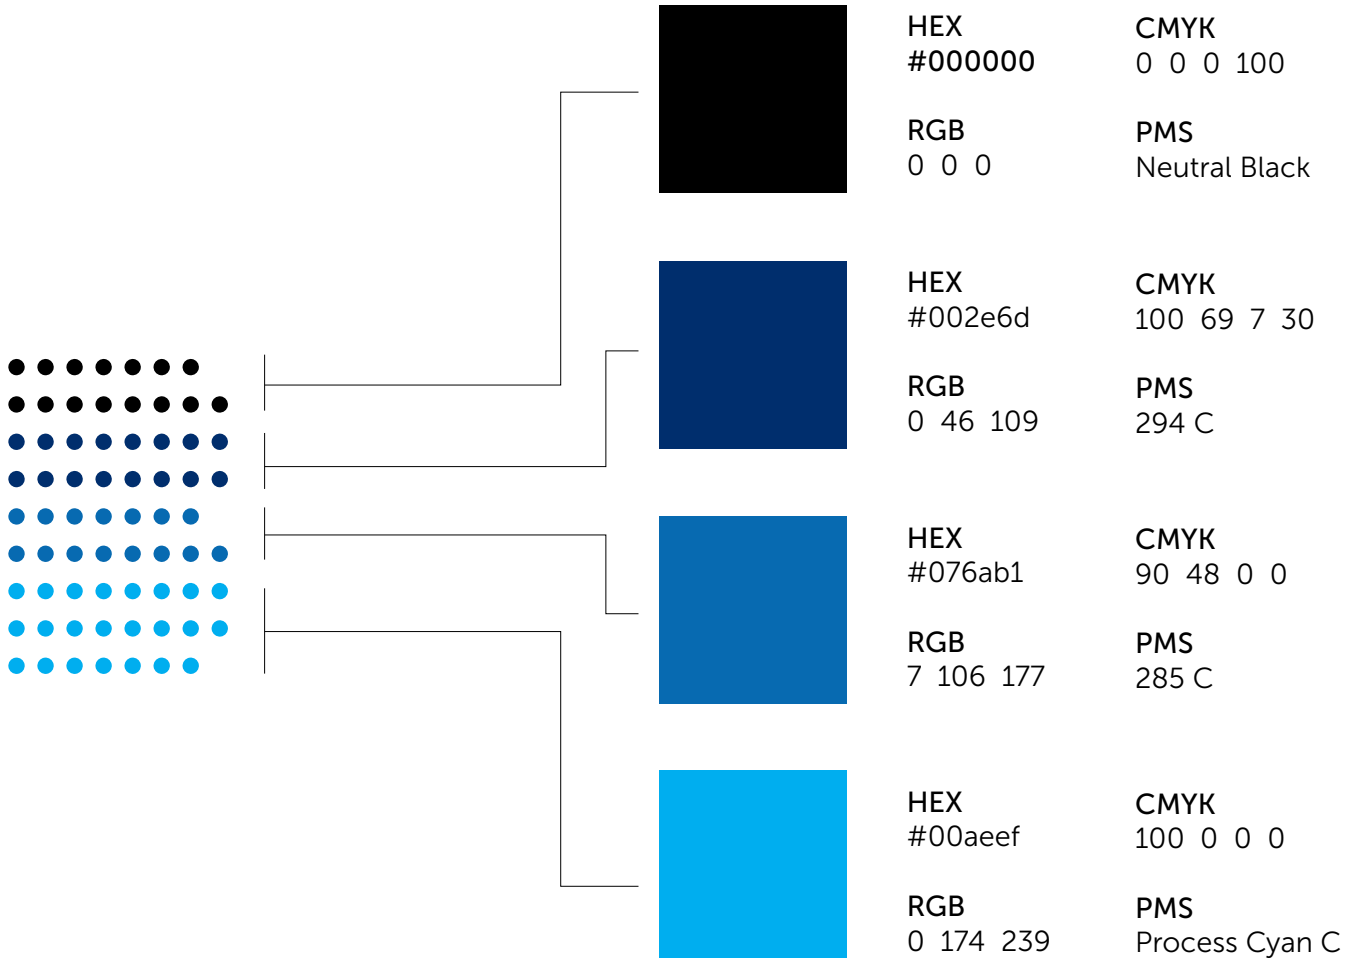 HEX
#000000
CMYK
0 0 0 100
RGB
0 0 0
PMS
Neutral Black
HEX
#002e6d
CMYK
100 69 7 30
RGB
0 46 109
PMS
294 C
HEX
#076ab1
CMYK
90 48 0 0
RGB
7 106 177
PMS
285 C
HEX
#00aeef
CMYK
100 0 0 0
RGB
0 174 239
PMS
Process Cyan C